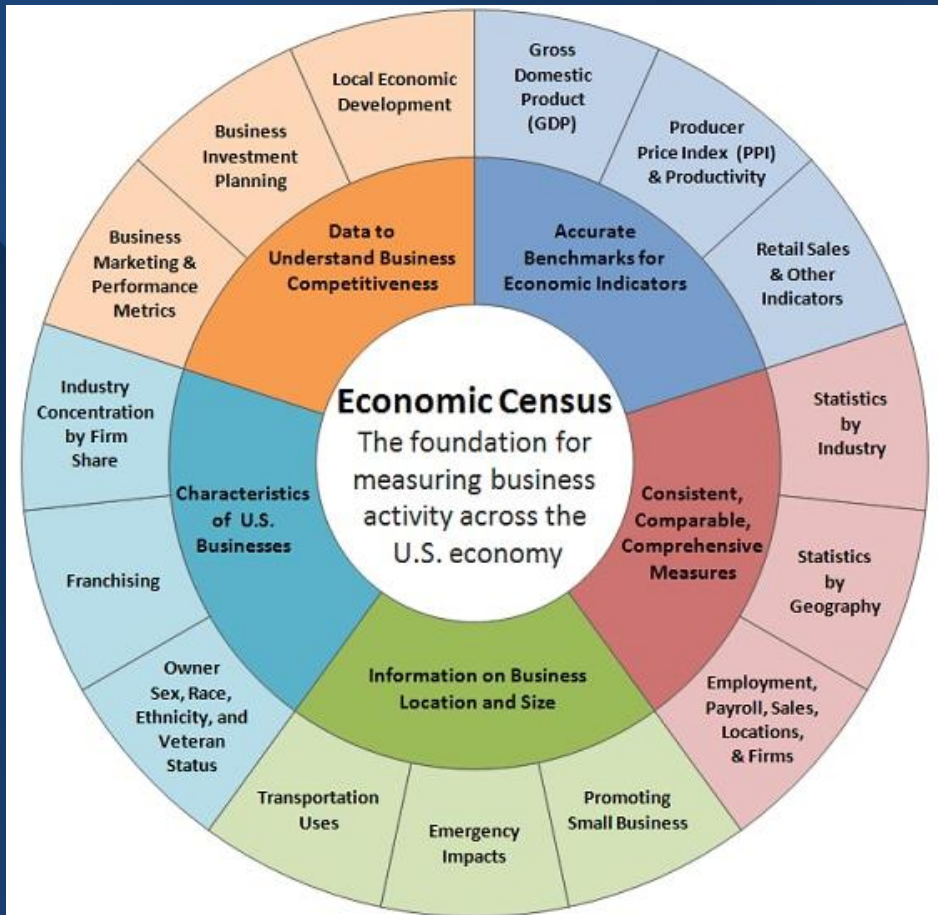 Economic Census
The foundation for
measuring business
activity across the
U.S. economy
Accurate
Benchmarks for
Economic Indicators
Gross
Domestic
Product
(GDP)
Producer
Price Index (PPI)
& Productivity
Retail Sales
& Other
Indicators
Consistent,
Comparable,
Comprehensive
Measures
Statistics
by
Industry
Statistics
by
Geography
Employment,
Payroll, Sales,
Locations,
& Firms
Information on Business
Location and Size
Promoting
Small Business
Emergency
Impacts
Transportation
Uses
Characteristics
of U.S.
Businesses
Owner
Sex, Race,
Ethnicity, and
Veteran
Status
Franchising
Industry
Concentration
by Firm
Share
Data to
Understand Business
Competitiveness
Business
Marketing &
Performance
Metrics
Business
Investment
Planning
Local Economic
Development